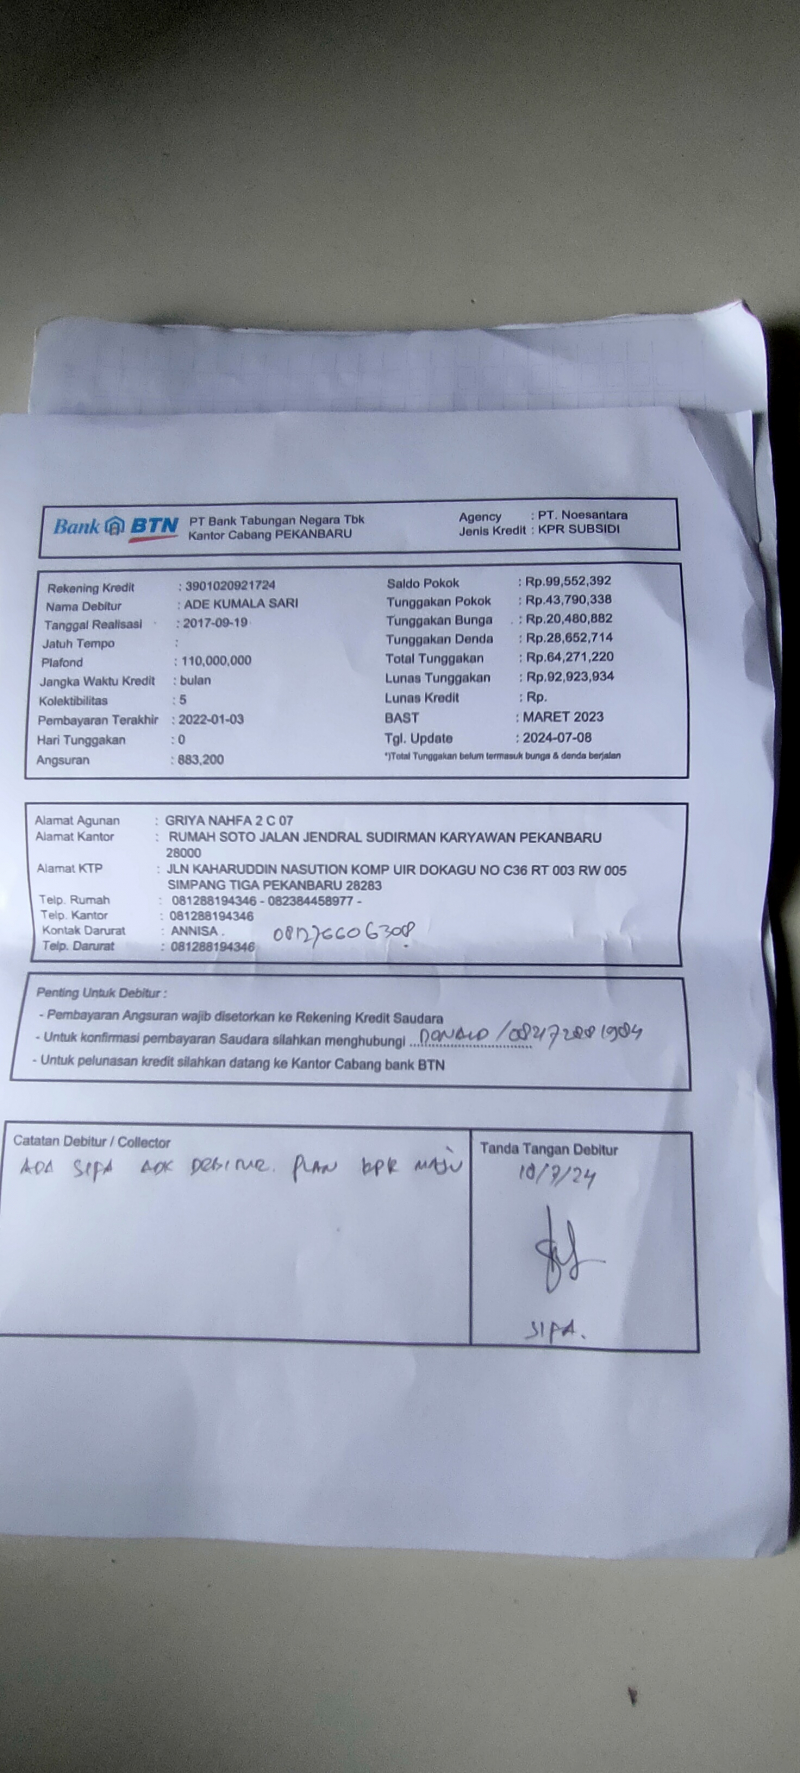 Bank BTN PT Bank Tabungan Negara Tbk
Kantor Cabang PEKANBARU
Agency : PT. Noesantara
Jenis Kredit : KPR SUBSIDI
Rekening Kredit : 3901020921724
Nama Debitur : ADE KUMALA SARI
Tanggal Realisasi : 2017-09-19
Jatuh Tempo :
Plafond : 110,000,000
Jangka Waktu Kredit : bulan
Kolektibilitas : 5
Pembayaran Terakhir : 2022-01-03
Hari Tunggakan : 0
Angsuran : 883,200
Saldo Pokok : Rp.99,552,392
Tunggakan Pokok : Rp.43,790,338
Tunggakan Bunga : Rp.20,480,882
Tunggakan Denda : Rp.28,652,714
Total Tunggakan : Rp.64,271,220
Lunas Tunggakan : Rp.92,923,934
Lunas Kredit : Rp.
BAST : MARET 2023
Tgl. Update : 2024-07-08
*)Total Tunggakan belum termasuk bunga & denda berjalan
Alamat Agunan : GRIYA NAHFA 2 C 07
Alamat Kantor : RUMAH SOTO JALAN JENDRAL SUDIRMAN KARYAWAN PEKANBARU
28000
Alamat KTP : JLN KAHARUDDIN NASUTION KOMP UIR DOKAGU NO C36 RT 003 RW 005
SIMPANG TIGA PEKANBARU 28283
Telp. Rumah : 081288194346 - 082384458977 -
Telp. Kantor : 081288194346
Kontak Darurat : ANNISA . 081276606308
Telp. Darurat : 081288194346
Penting Untuk Debitur :
- Pembayaran Angsuran wajib disetorkan ke Rekening Kredit Saudara
- Untuk konfirmasi pembayaran Saudara silahkan menghubungi DONALD /
- Untuk pelunasan kredit silahkan datang ke Kantor Cabang bank BTN
Catatan Debitur / Collector
ADA SIPA ADK DEBITUR. PLAN KPR MAJU
Tanda Tangan Debitur
10/7/24
SIPA.